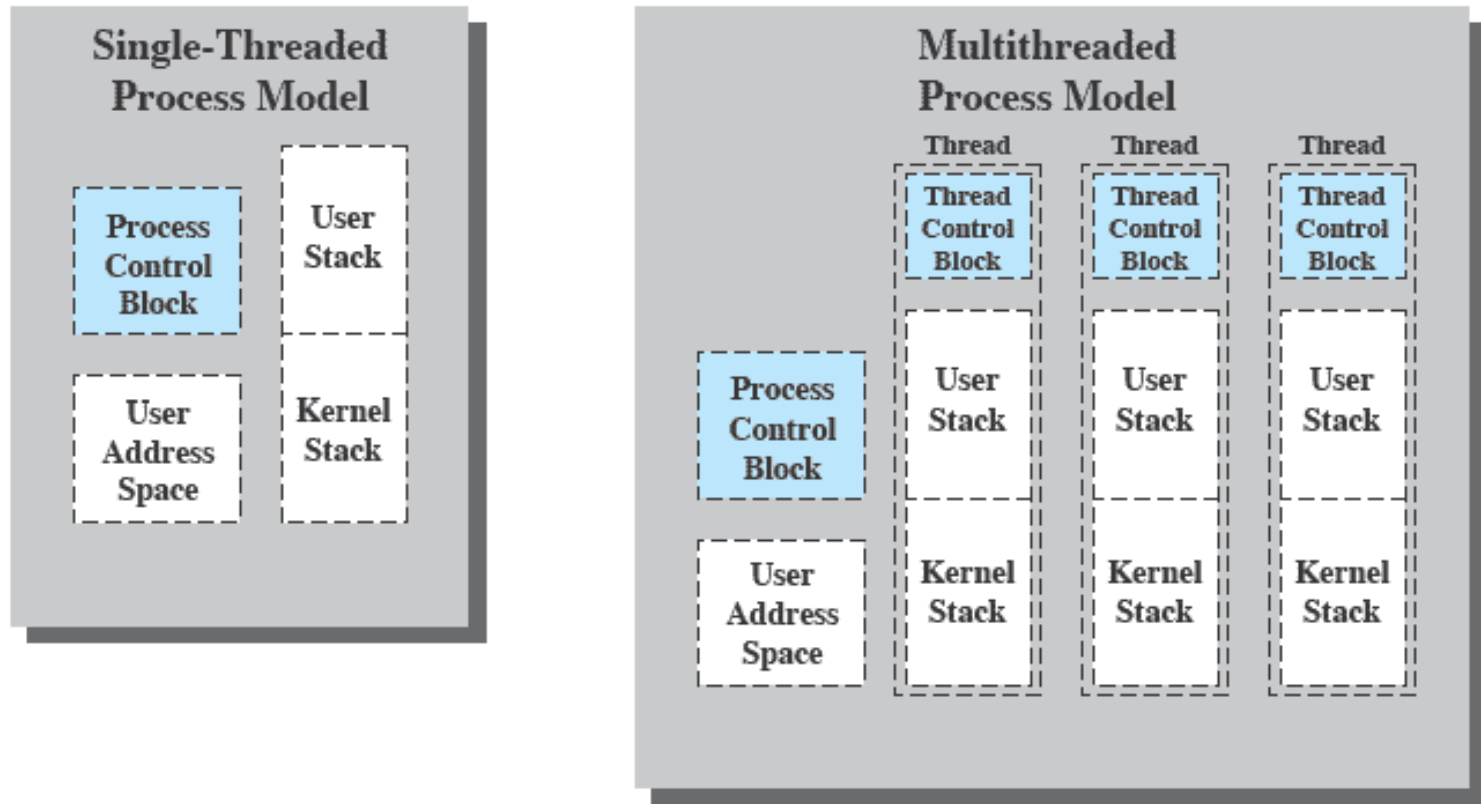 Single-Threaded
Process Model
Process
Control
Block
User
Stack
User
Address
Space
Kernel
Stack
Multithreaded
Process Model
Thread
Thread
Thread
Thread
Control
Block
Thread
Control
Block
Thread
Control
Block
Process
Control
Block
User
Stack
User
Stack
User
Stack
User
Address
Space
Kernel
Stack
Kernel
Stack
Kernel
Stack